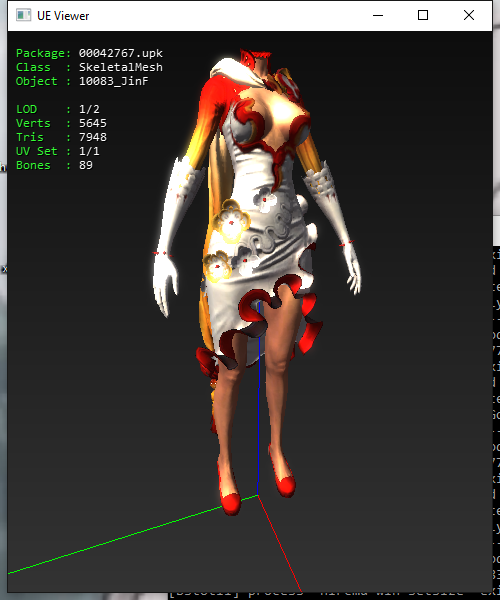 UE Viewer
Package: 00042767.upk
Class : SkeletalMesh
Object : 10083_JinF
LOD : 1/2
Verts : 5645
Tris : 7948
UV Set : 1/1
Bones : 89